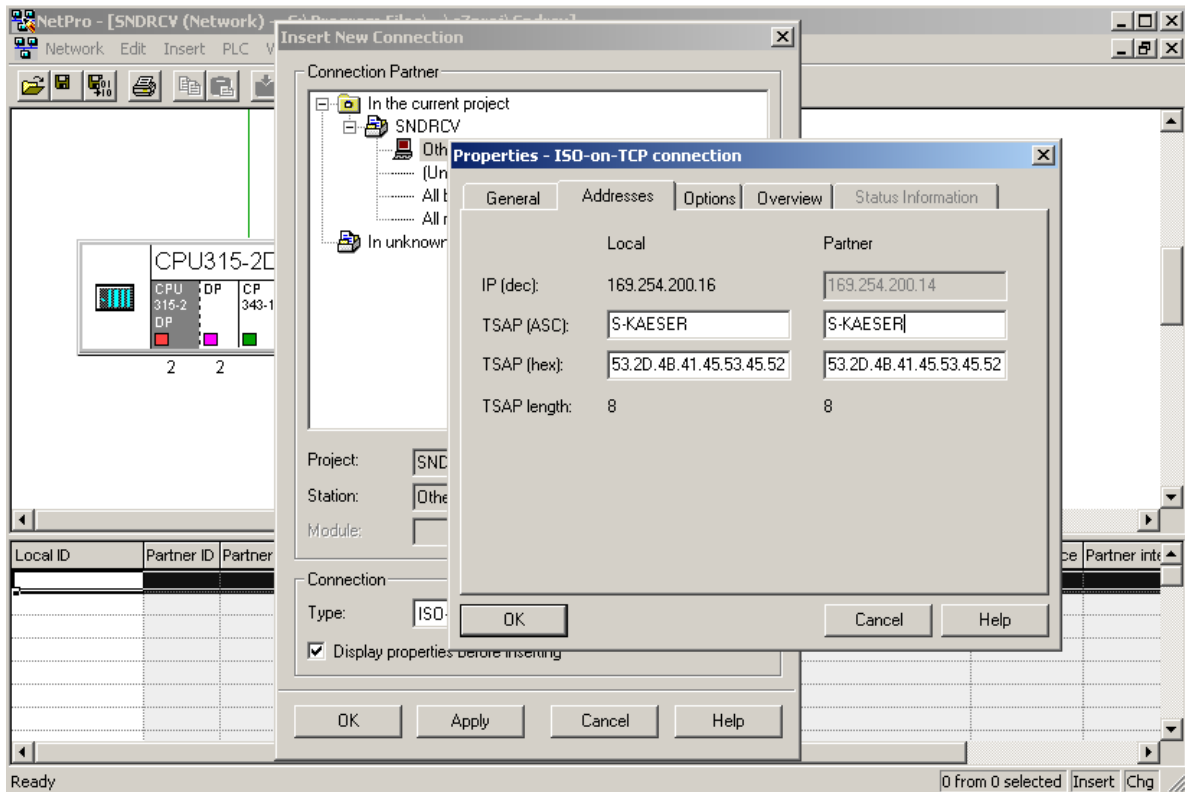 NetPro - [SNDRCV (Network)
Network Edit Insert PLC
Insert New Connection
Connection Partner
In the current project
SNDRCV
Oth
(Un
All
All
In unknown
CPU315-2D
CPU
315-2
DP
DP
CP
343-1
2 2
Properties - ISO-on-TCP connection
General Addresses Options Overview Status Information
Local Partner
IP (dec): 169.254.200.16 169.254.200.14
TSAP (ASC): S-KAESER S-KAESER
TSAP (hex): 53.2D.4B.41.45.53.45.52 53.2D.4B.41.45.53.45.52
TSAP length: 8 8
OK Cancel Help
Project: SND
Station: Othe
Module:
Connection
Type: ISO-
Display properties before inserting
OK Apply Cancel Help
Local ID Partner ID Partner ce Partner inte
Ready 0 from 0 selected Insert Chg